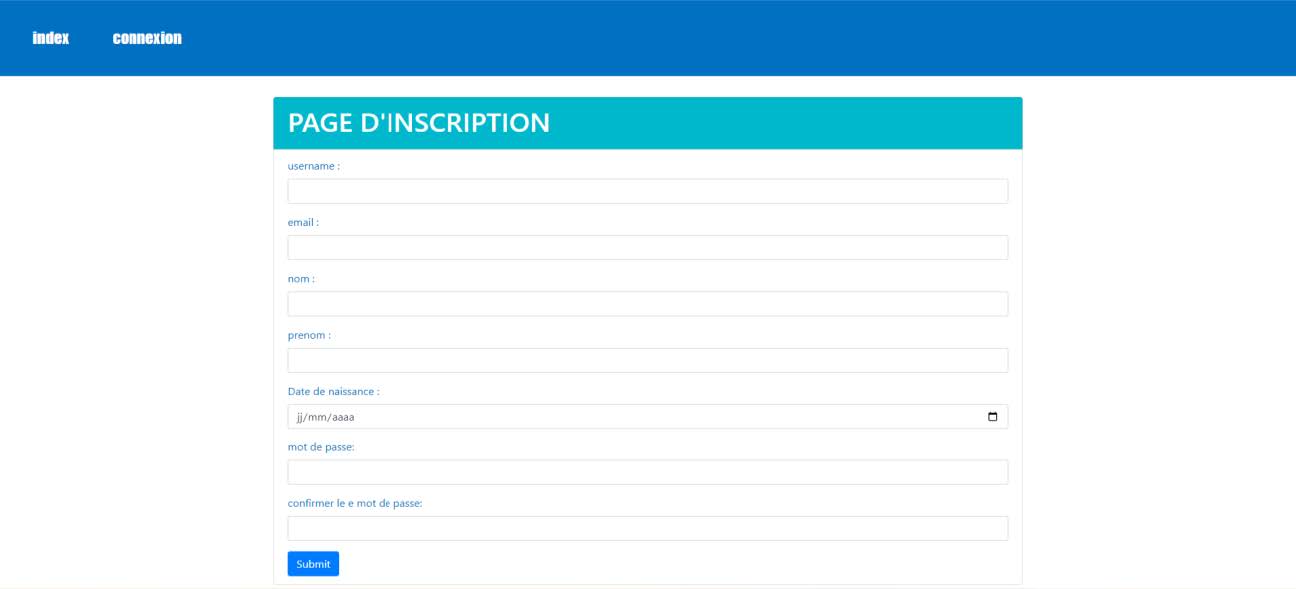 index connexion
PAGE D'INSCRIPTION
username :
email :
nom :
prenom :
Date de naissance :
jj/mm/aaaa
mot de passe:
confirmer le e mot de passe:
Submit